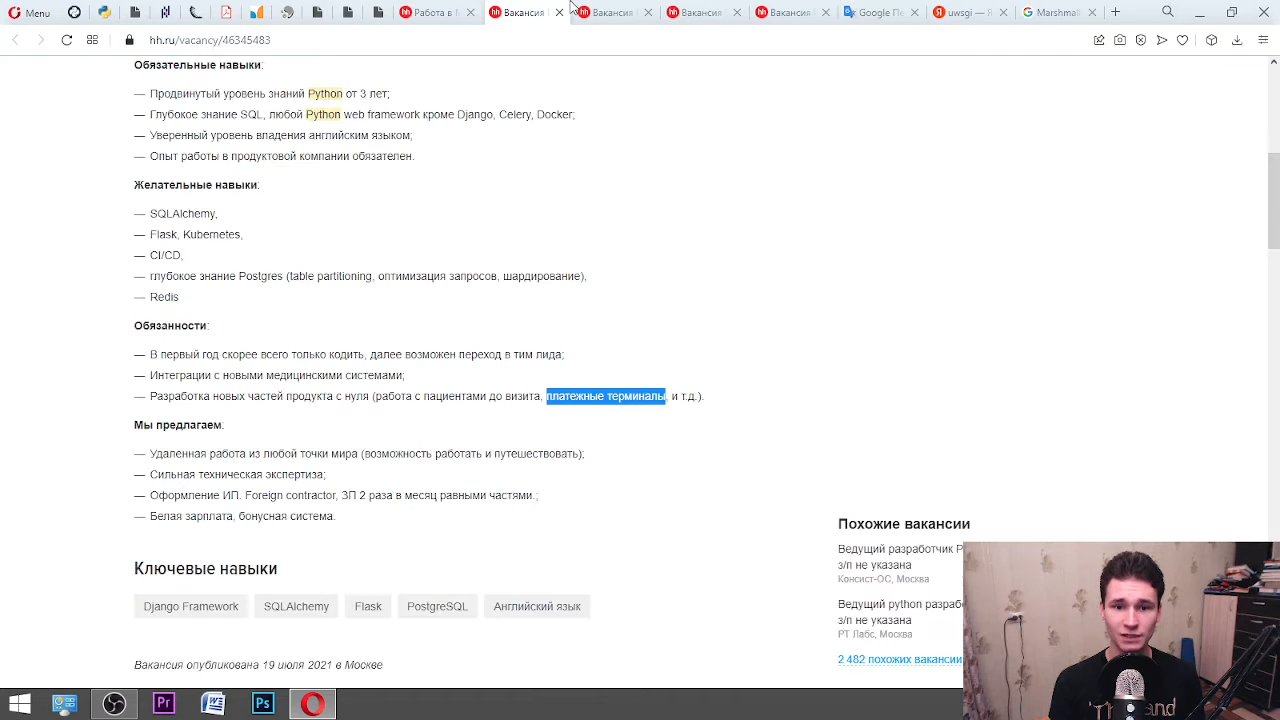 Menu
Работа в
Вакансия
Вакансия
Вакансия
Вакансия
Google Пе
uwsgi — Я
Marshmall
hh.ru/vacancy/46345483
Обязательные навыки:
— Продвинутый уровень знаний Python от 3 лет;
— Глубокое знание SQL, любой Python web framework кроме Django, Celery, Docker;
— Уверенный уровень владения английским языком;
— Опыт работы в продуктовой компании обязателен.
Желательные навыки:
— SQLAlchemy,
— Flask, Kubernetes,
— CI/CD,
— глубокое знание Postgres (table partitioning, оптимизация запросов, шардирование),
— Redis
Обязанности:
— В первый год скорее всего только кодить, далее возможен переход в тим лида;
— Интеграции с новыми медицинскими системами;
— Разработка новых частей продукта с нуля (работа с пациентами до визита, платежные терминалы и т.д.).
Мы предлагаем:
— Удаленная работа из любой точки мира (возможность работать и путешествовать);
— Сильная техническая экспертиза;
— Оформление ИП. Foreign contractor, ЗП 2 раза в месяц равными частями.;
— Белая зарплата, бонусная система.
Ключевые навыки
Django Framework
SQLAlchemy
Flask
PostgreSQL
Английский язык
Вакансия опубликована 19 июля 2021 в Москве
Похожие вакансии
Ведущий разработчик P
з/п не указана
Консист-ОС, Москва
Ведущий python разрабо
з/п не указана
РТ Лабс, Москва
2 482 похожих вакансии